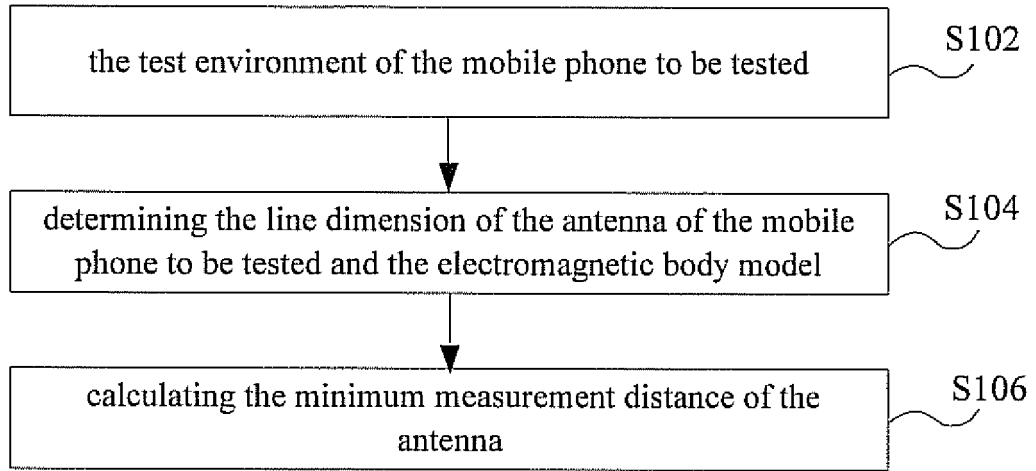 the test environment of the mobile phone to be tested
S102
determining the line dimension of the antenna of the mobile
phone to be tested and the electromagnetic body model
S104
calculating the minimum measurement distance of the
antenna
S106